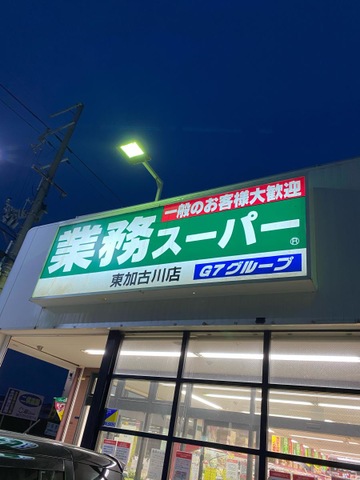 一般のお客様大歓迎
業務スーパー®
東加古川店
G7グループ